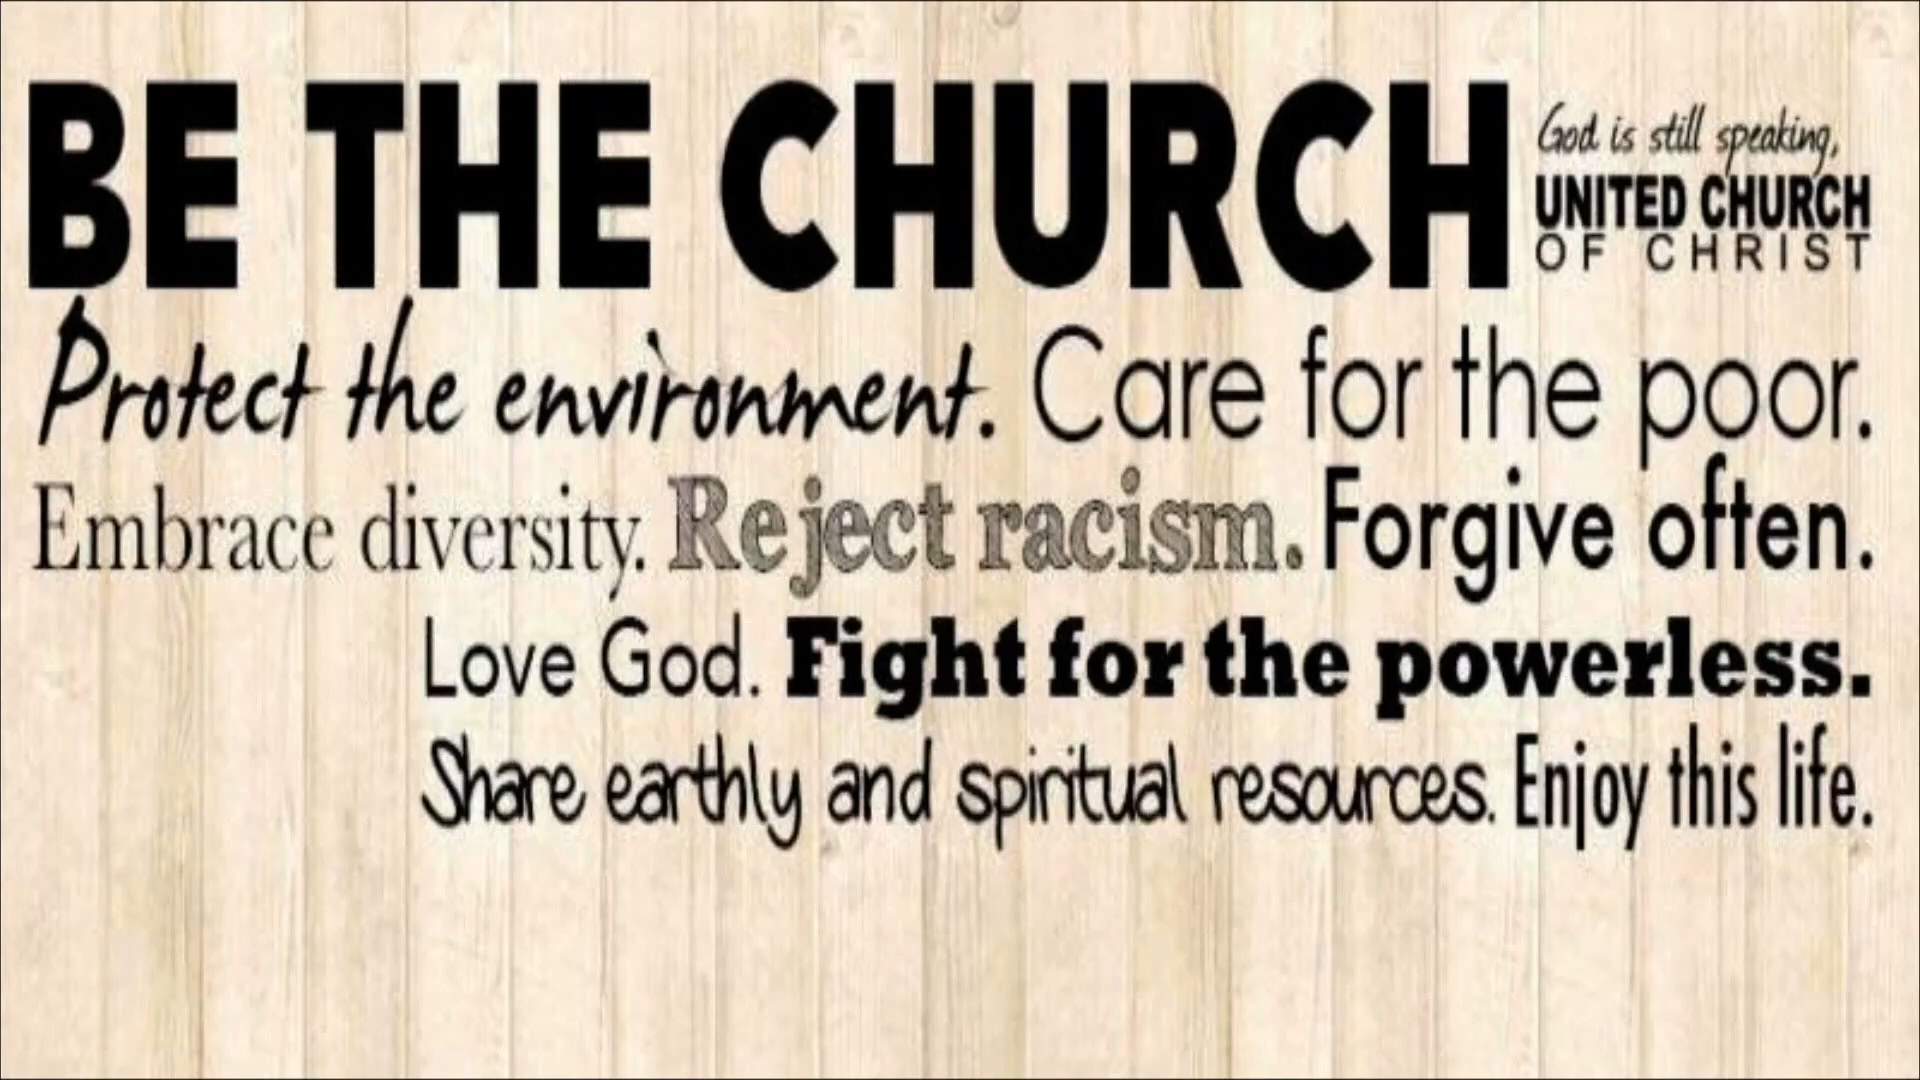 BE THE CHURCH
God is still speaking,
UNITED CHURCH
OF CHRIST
Protect the environment. Care for the poor.
Embrace diversity. Reject racism. Forgive often.
Love God. Fight for the powerless.
Share earthly and spiritual resources. Enjoy this life.